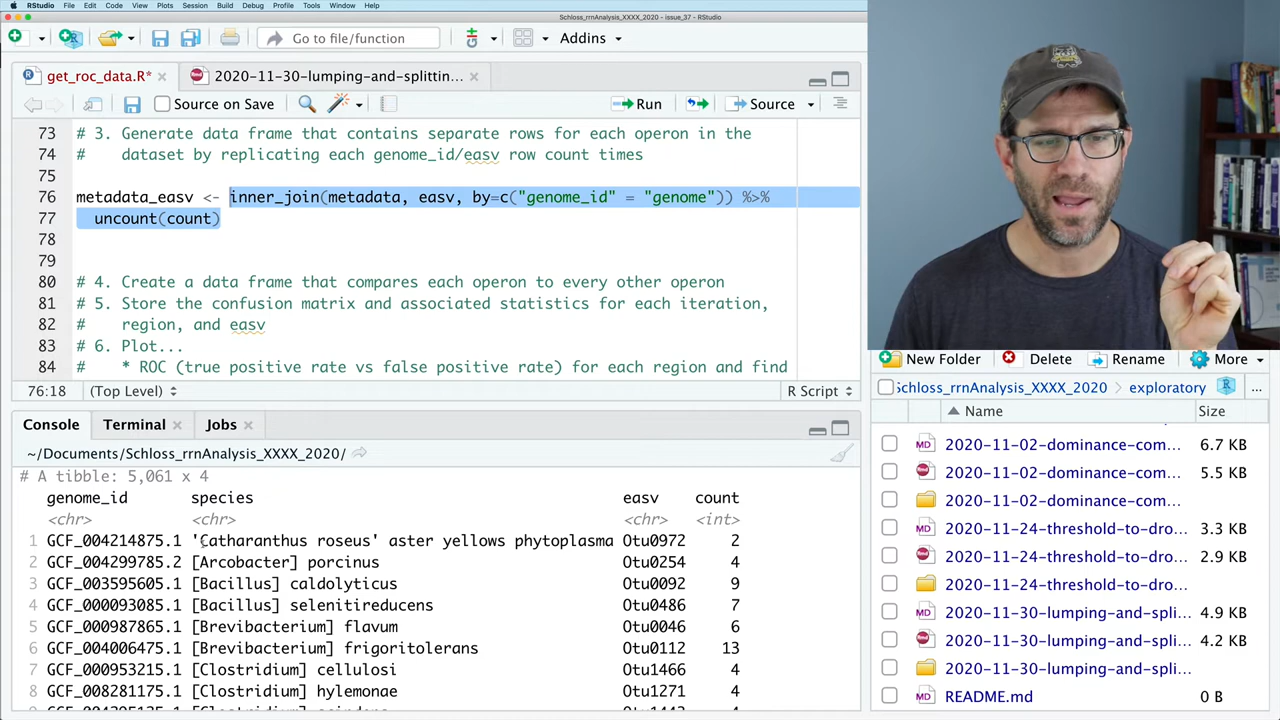 RStudio File Edit Code View Plots Session Build Debug Profile Tools Window Help
Schloss_rrnAnalysis_XXXX_2020 - issue_37 - RStudio
Go to file/function Addins
get_roc_data.R* 2020-11-30-lumping-and-splittin...
Source on Save Run Source
73 # 3. Generate data frame that contains separate rows for each operon in the
74 # dataset by replicating each genome_id/easv row count times
75
76 metadata_easv <- inner_join(metadata, easv, by=c("genome_id" = "genome")) %>%
77 uncount(count)
78
79
80 # 4. Create a data frame that compares each operon to every other operon
81 # 5. Store the confusion matrix and associated statistics for each iteration,
82 # region, and easv
83 # 6. Plot...
84 # * ROC (true positive rate vs false positive rate) for each region and find
76:18 (Top Level) R Script
Console Terminal Jobs
~/Documents/Schloss_rrnAnalysis_XXXX_2020/
# A tibble: 5,061 x 4
genome_id species easv count
<chr> <chr> <chr> <int>
1 GCF_004214875.1 'Catharanthus roseus' aster yellows phytoplasma Otu0972 2
2 GCF_004299785.2 [Arcobacter] porcinus Otu0254 4
3 GCF_003595605.1 [Bacillus] caldolyticus Otu0092 9
4 GCF_000093085.1 [Bacillus] selenitireducens Otu0486 7
5 GCF_000987865.1 [Brevibacterium] flavum Otu0046 6
6 GCF_004006475.1 [Brevibacterium] frigoritolerans Otu0112 13
7 GCF_000953215.1 [Clostridium] cellulosi Otu1466 4
8 GCF_008281175.1 [Clostridium] hylemonae Otu1271 4
New Folder Delete Rename More
Schloss_rrnAnalysis_XXXX_2020 exploratory ...
Name Size
2020-11-02-dominance-com... 6.7 KB
2020-11-02-dominance-com... 5.5 KB
2020-11-02-dominance-com...
2020-11-24-threshold-to-dro... 3.3 KB
2020-11-24-threshold-to-dro... 2.9 KB
2020-11-24-threshold-to-dro...
2020-11-30-lumping-and-spli... 4.9 KB
2020-11-30-lumping-and-spli... 4.2 KB
2020-11-30-lumping-and-spli...
README.md 0 B